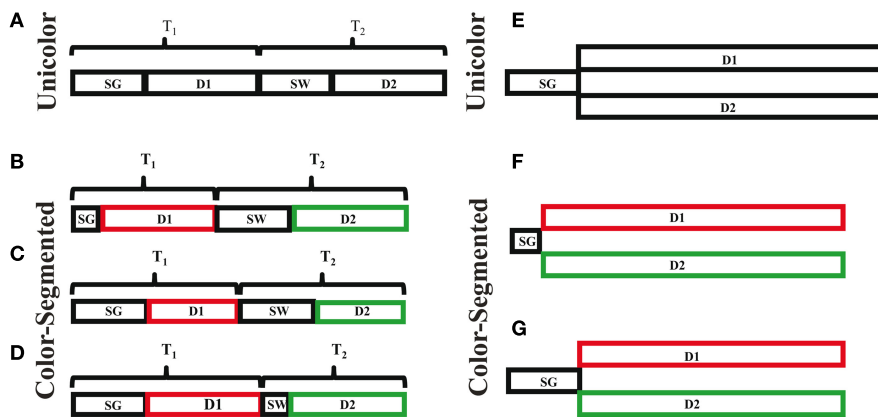 A
Unicolor
T₁ T₂
SG D1 SW D2
B
T₁ T₂
SG D1 SW D2
Color-Segmented
C
T₁ T₂
SG D1 SW D2
D
T₁ T₂
SG D1 SW D2
E
Unicolor
D1
SG
D2
F
D1
SG
D2
Color-Segmented
G
D1
SG
D2